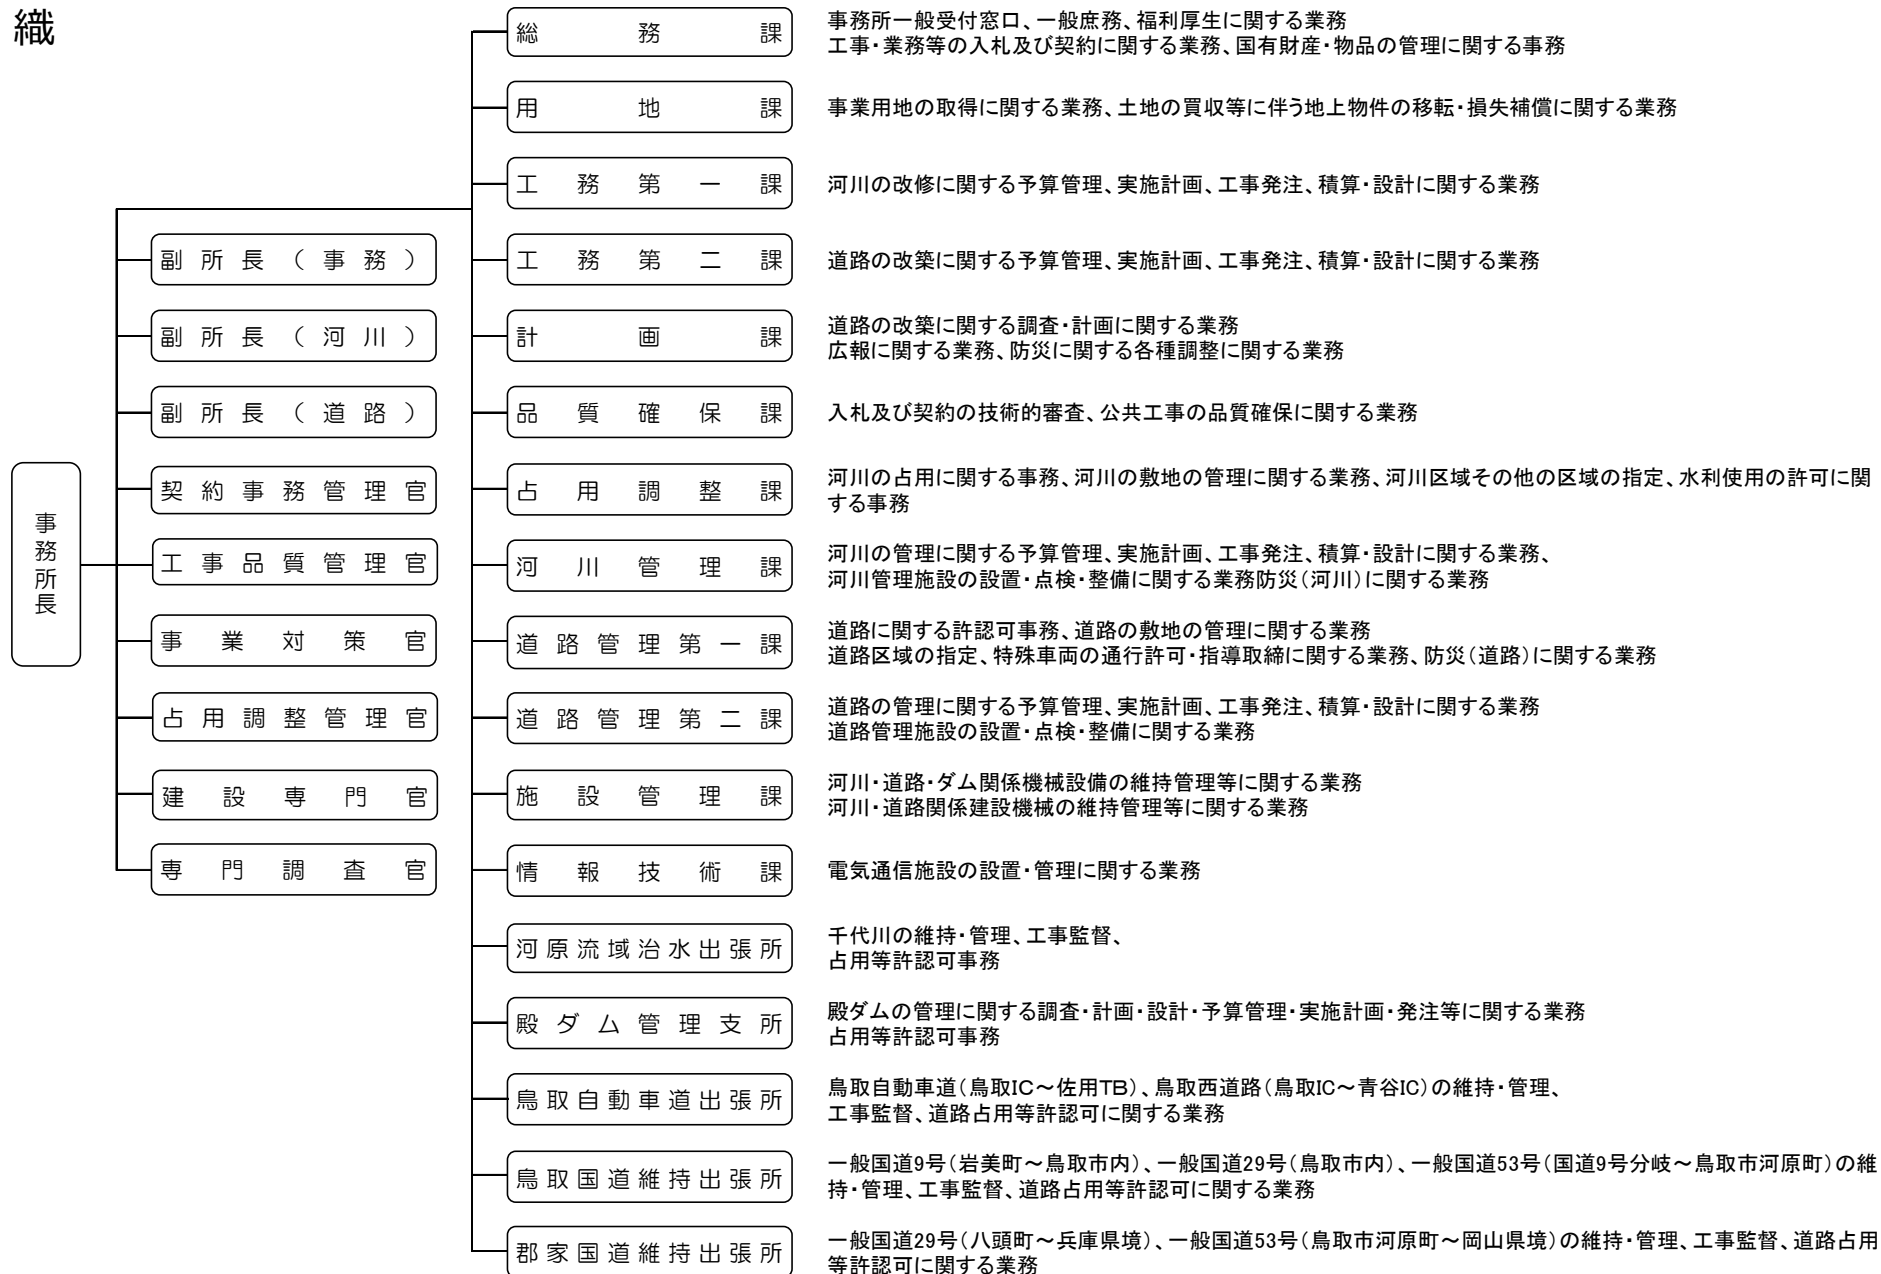 織
事務所長
副所長（事務）
副所長（河川）
副所長（道路）
契約事務管理官
工事品質管理官
事業対策官
占用調整管理官
建設専門官
専門調査官
総務課
事務所一般受付窓口、一般庶務、福利厚生に関する業務
工事・業務等の入札及び契約に関する業務、国有財産・物品の管理に関する事務
用地課
事業用地の取得に関する業務、土地の買収等に伴う地上物件の移転・損失補償に関する業務
工務第一課
河川の改修に関する予算管理、実施計画、工事発注、積算・設計に関する業務
工務第二課
道路の改築に関する予算管理、実施計画、工事発注、積算・設計に関する業務
計画課
道路の改築に関する調査・計画に関する業務
広報に関する業務、防災に関する各種調整に関する業務
品質確保課
入札及び契約の技術的審査、公共工事の品質確保に関する業務
占用調整課
河川の占用に関する事務、河川の敷地の管理に関する業務、河川区域その他の区域の指定、水利使用の許可に関
する事務
河川管理課
河川の管理に関する予算管理、実施計画、工事発注、積算・設計に関する業務、
河川管理施設の設置・点検・整備に関する業務防災（河川）に関する業務
道路管理第一課
道路に関する許認可事務、道路の敷地の管理に関する業務
道路区域の指定、特殊車両の通行許可・指導取締に関する業務、防災（道路）に関する業務
道路管理第二課
道路の管理に関する予算管理、実施計画、工事発注、積算・設計に関する業務
道路管理施設の設置・点検・整備に関する業務
施設管理課
河川・道路・ダム関係機械設備の維持管理等に関する業務
河川・道路関係建設機械の維持管理等に関する業務
情報技術課
電気通信施設の設置・管理に関する業務
河原流域治水出張所
千代川の維持・管理、工事監督、
占用等許認可事務
殿ダム管理支所
殿ダムの管理に関する調査・計画・設計・予算管理・実施計画・発注等に関する業務
占用等許認可事務
鳥取自動車道出張所
鳥取自動車道（鳥取IC～佐用TB）、鳥取西道路（鳥取IC～青谷IC）の維持・管理、
工事監督、道路占用等許認可に関する業務
鳥取国道維持出張所
一般国道9号（岩美町～鳥取市内）、一般国道29号（鳥取市内）、一般国道53号（国道9号分岐～鳥取市河原町）の維
持・管理、工事監督、道路占用等許認可に関する業務
郡家国道維持出張所
一般国道29号（八頭町～兵庫県境）、一般国道53号（鳥取市河原町～岡山県境）の維持・管理、工事監督、道路占用
等許認可に関する業務